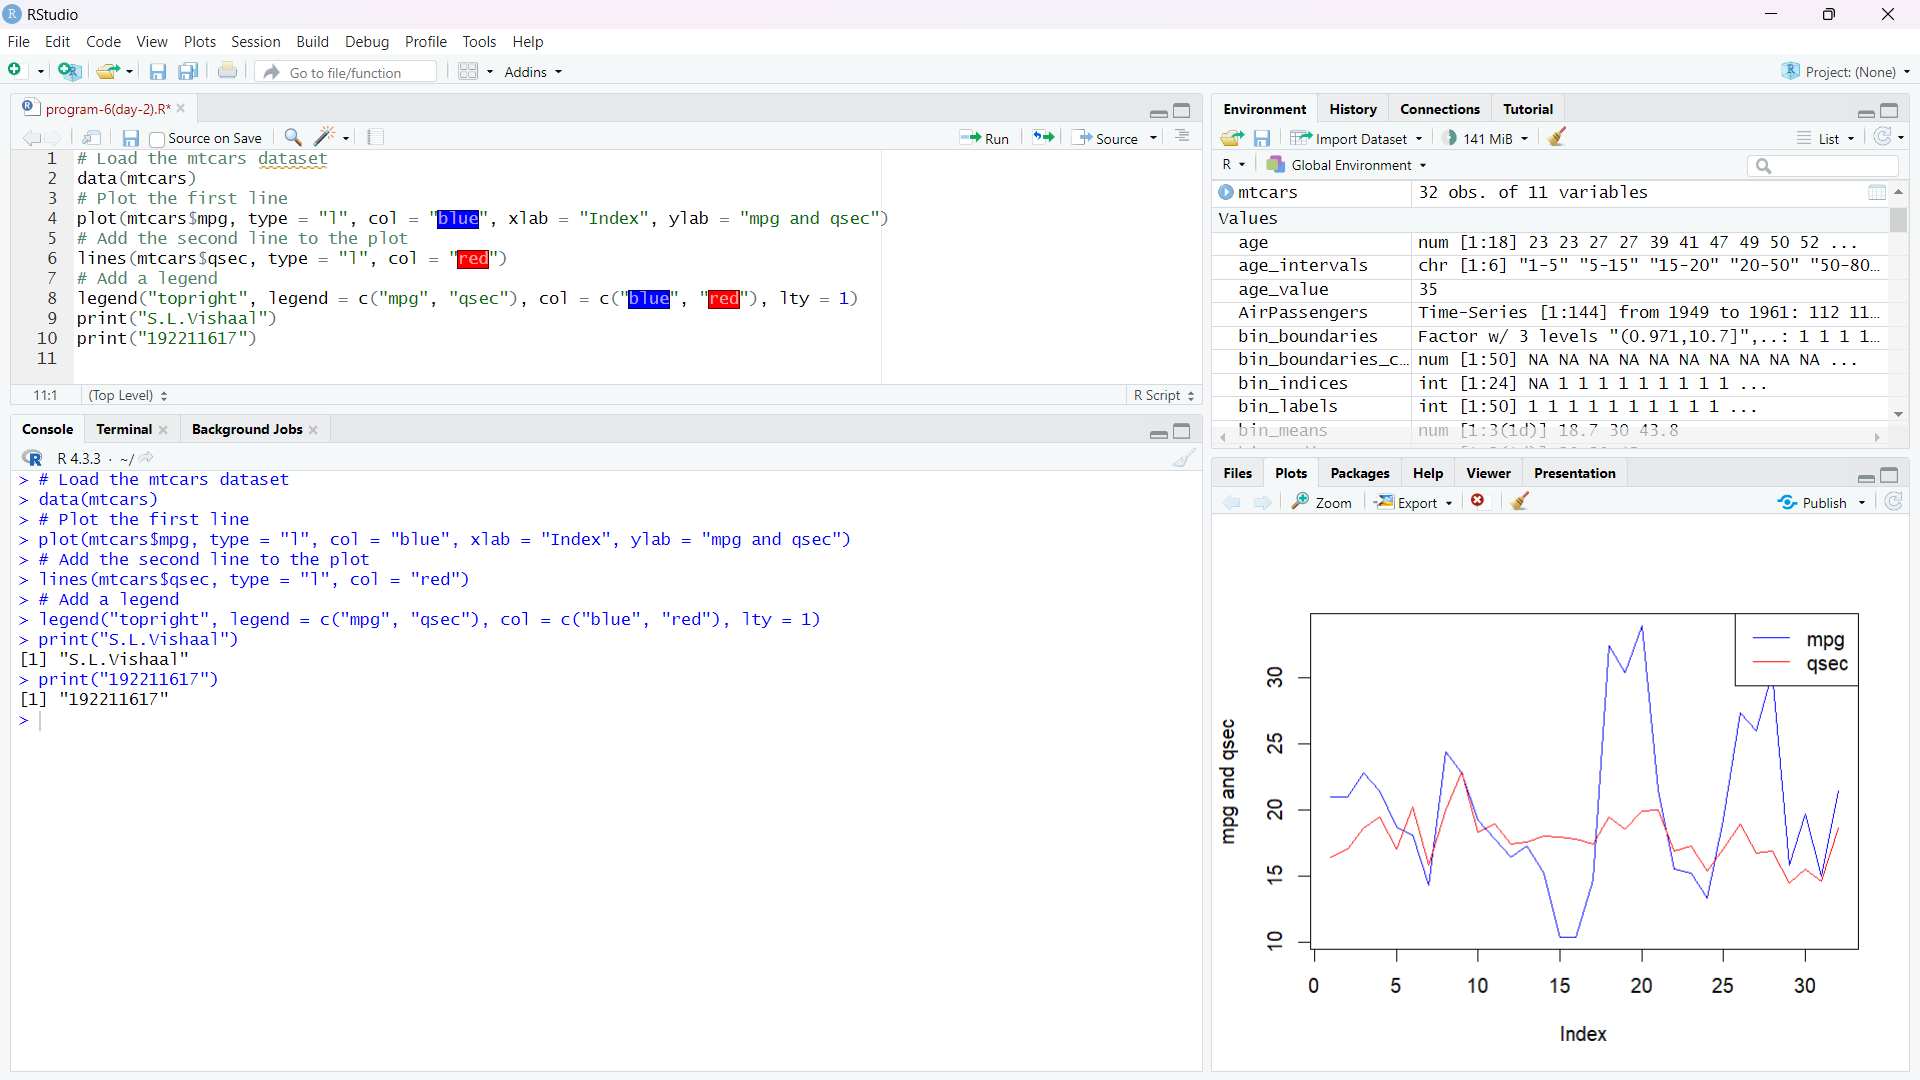 RStudio
File Edit Code View Plots Session Build Debug Profile Tools Help
Go to file/function Addins Project: (None)
program-6(day-2).R*
Source on Save Run Source
1 # Load the mtcars dataset
2 data(mtcars)
3 # Plot the first line
4 plot(mtcars$mpg, type = "l", col = "blue", xlab = "Index", ylab = "mpg and qsec")
5 # Add the second line to the plot
6 lines(mtcars$qsec, type = "l", col = "red")
7 # Add a legend
8 legend("topright", legend = c("mpg", "qsec"), col = c("blue", "red"), lty = 1)
9 print("S.L.Vishaal")
10 print("192211617")
11
11:1 (Top Level) R Script
Console Terminal Background Jobs
R 4.3.3 · ~/
> # Load the mtcars dataset
> data(mtcars)
> # Plot the first line
> plot(mtcars$mpg, type = "l", col = "blue", xlab = "Index", ylab = "mpg and qsec")
> # Add the second line to the plot
> lines(mtcars$qsec, type = "l", col = "red")
> # Add a legend
> legend("topright", legend = c("mpg", "qsec"), col = c("blue", "red"), lty = 1)
> print("S.L.Vishaal")
[1] "S.L.Vishaal"
> print("192211617")
[1] "192211617"
>
Environment History Connections Tutorial
Import Dataset 141 MiB List
R Global Environment
mtcars 32 obs. of 11 variables
Values
age num [1:18] 23 23 27 27 39 41 47 49 50 52 ...
age_intervals chr [1:6] "1-5" "5-15" "15-20" "20-50" "50-80…
age_value 35
AirPassengers Time-Series [1:144] from 1949 to 1961: 112 11…
bin_boundaries Factor w/ 3 levels "(0.971,10.7]",..: 1 1 1 1…
bin_boundaries_c… num [1:50] NA NA NA NA NA NA NA NA NA NA ...
bin_indices int [1:24] NA 1 1 1 1 1 1 1 1 1 ...
bin_labels int [1:50] 1 1 1 1 1 1 1 1 1 1 ...
bin_means num [1:3(1d)] 18.7 30 43.8
Files Plots Packages Help Viewer Presentation
Zoom Export Publish
mpg
qsec
mpg and qsec
30
25
20
15
10
0 5 10 15 20 25 30
Index